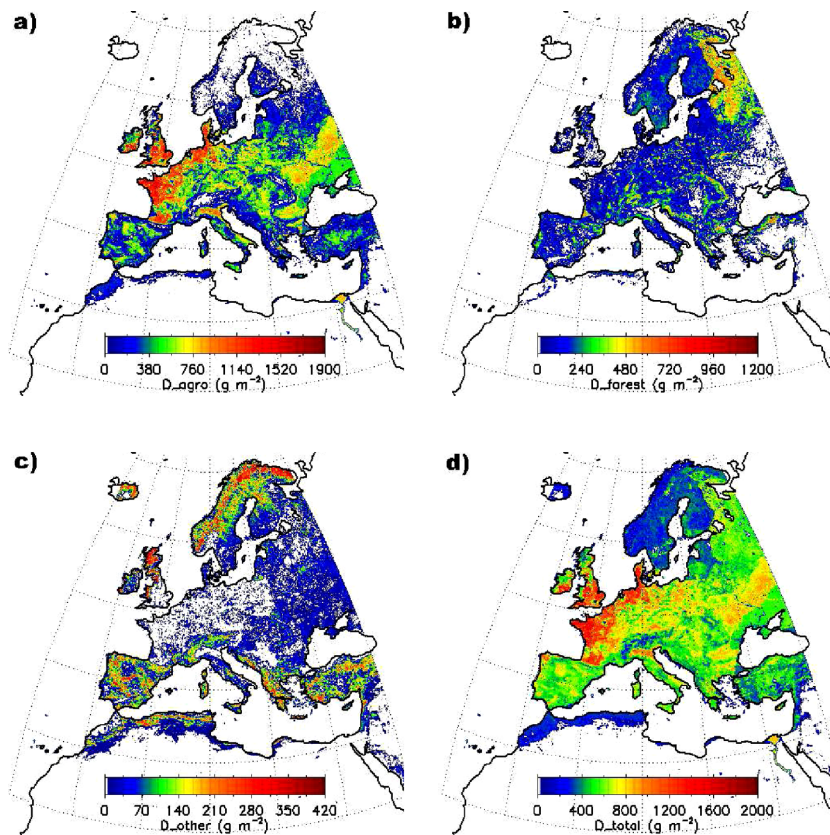 a)
b)
0 380 760 1140 1520 1900
D_agro (g m⁻²)
0 240 480 720 960 1200
D_forest (g m⁻²)
c)
d)
0 70 140 210 280 350 420
D_other (g m⁻²)
0 400 800 1200 1600 2000
D_total (g m⁻²)